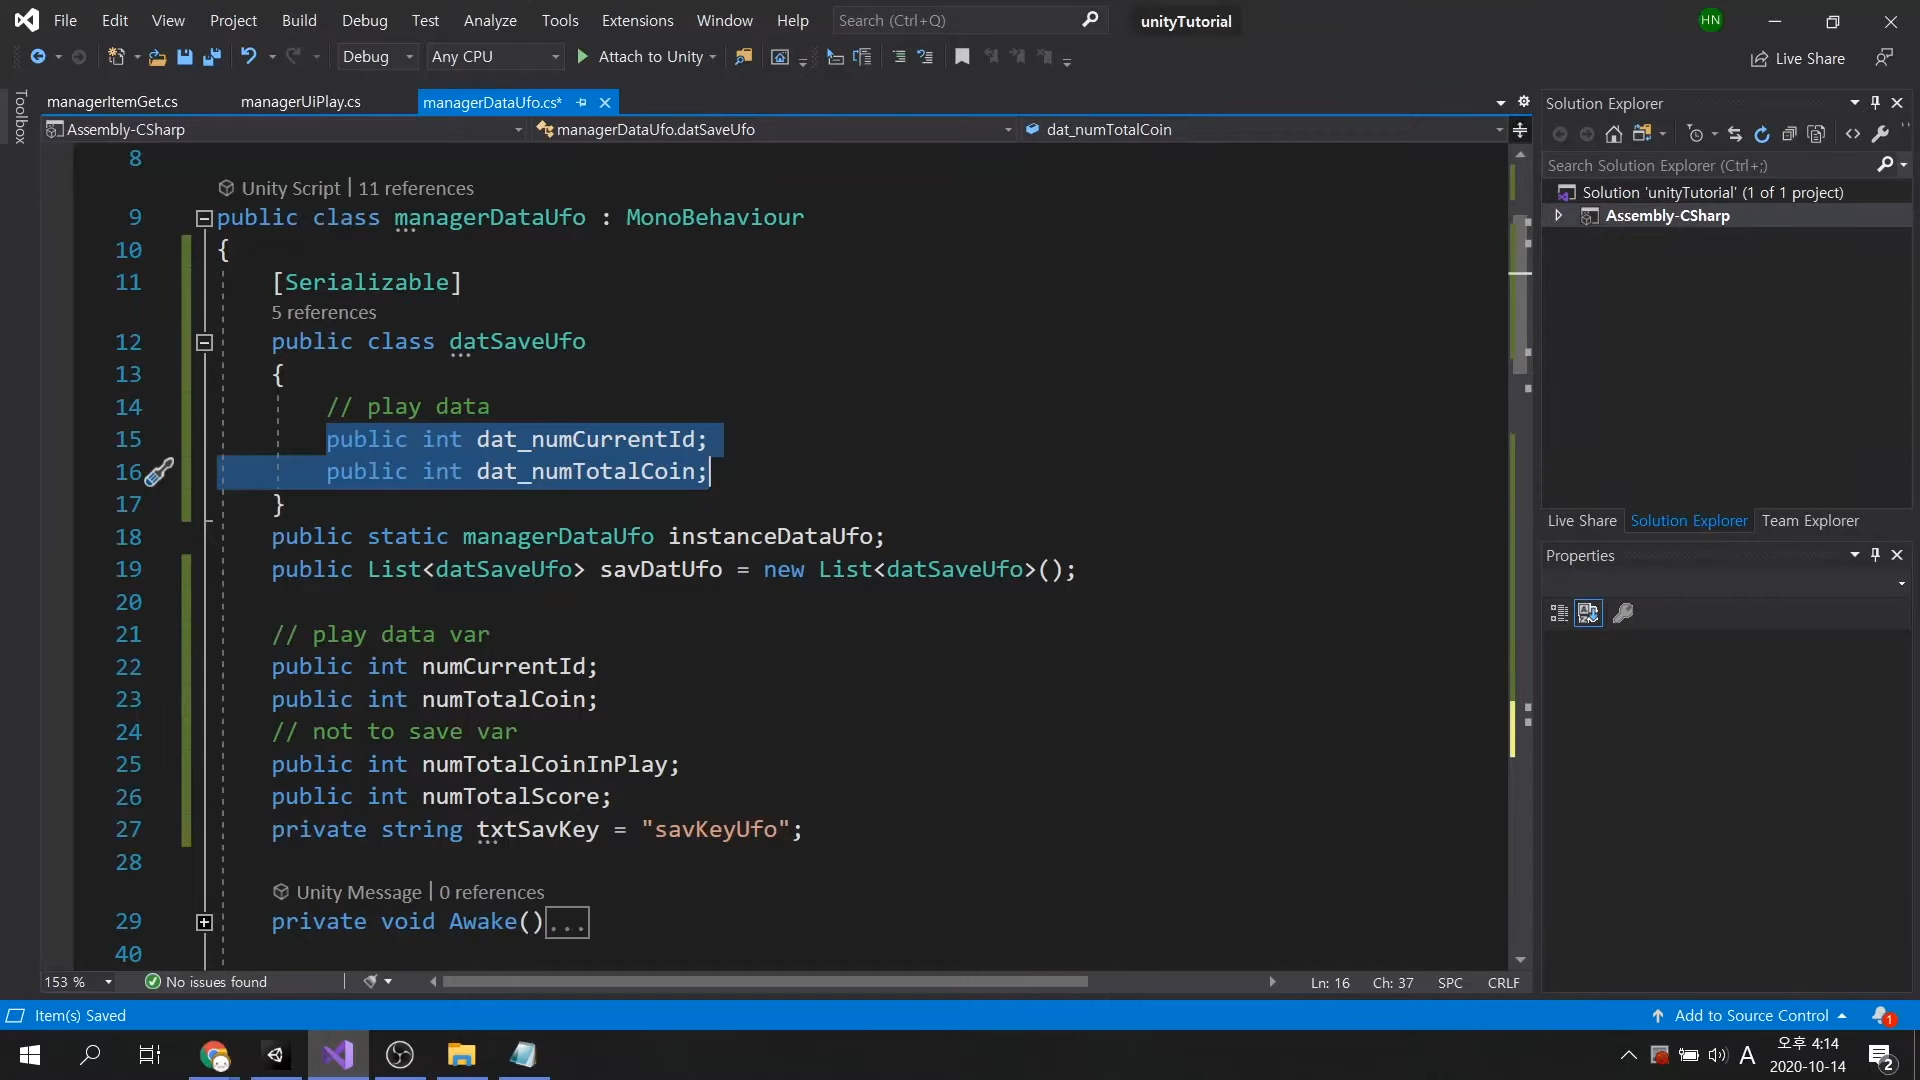 File Edit View Project Build Debug Test Analyze Tools Extensions Window Help Search (Ctrl+Q) unityTutorial HN
Debug Any CPU Attach to Unity Live Share
Toolbox
managerItemGet.cs managerUiPlay.cs managerDataUfo.cs*
Assembly-CSharp managerDataUfo.datSaveUfo dat_numTotalCoin
8
Unity Script | 11 references
9 public class managerDataUfo : MonoBehaviour
10 {
11 [Serializable]
5 references
12 public class datSaveUfo
13 {
14 // play data
15 public int dat_numCurrentId;
16 public int dat_numTotalCoin;
17 }
18 public static managerDataUfo instanceDataUfo;
19 public List<datSaveUfo> savDatUfo = new List<datSaveUfo>();
20
21 // play data var
22 public int numCurrentId;
23 public int numTotalCoin;
24 // not to save var
25 public int numTotalCoinInPlay;
26 public int numTotalScore;
27 private string txtSavKey = "savKeyUfo";
28
Unity Message | 0 references
29 private void Awake()...
40
153 % No issues found Ln: 16 Ch: 37 SPC CRLF
Solution Explorer
Search Solution Explorer (Ctrl+;)
Solution 'unityTutorial' (1 of 1 project)
Assembly-CSharp
Live Share Solution Explorer Team Explorer
Properties
Item(s) Saved Add to Source Control 1
A 오후 4:14
2020-10-14 2